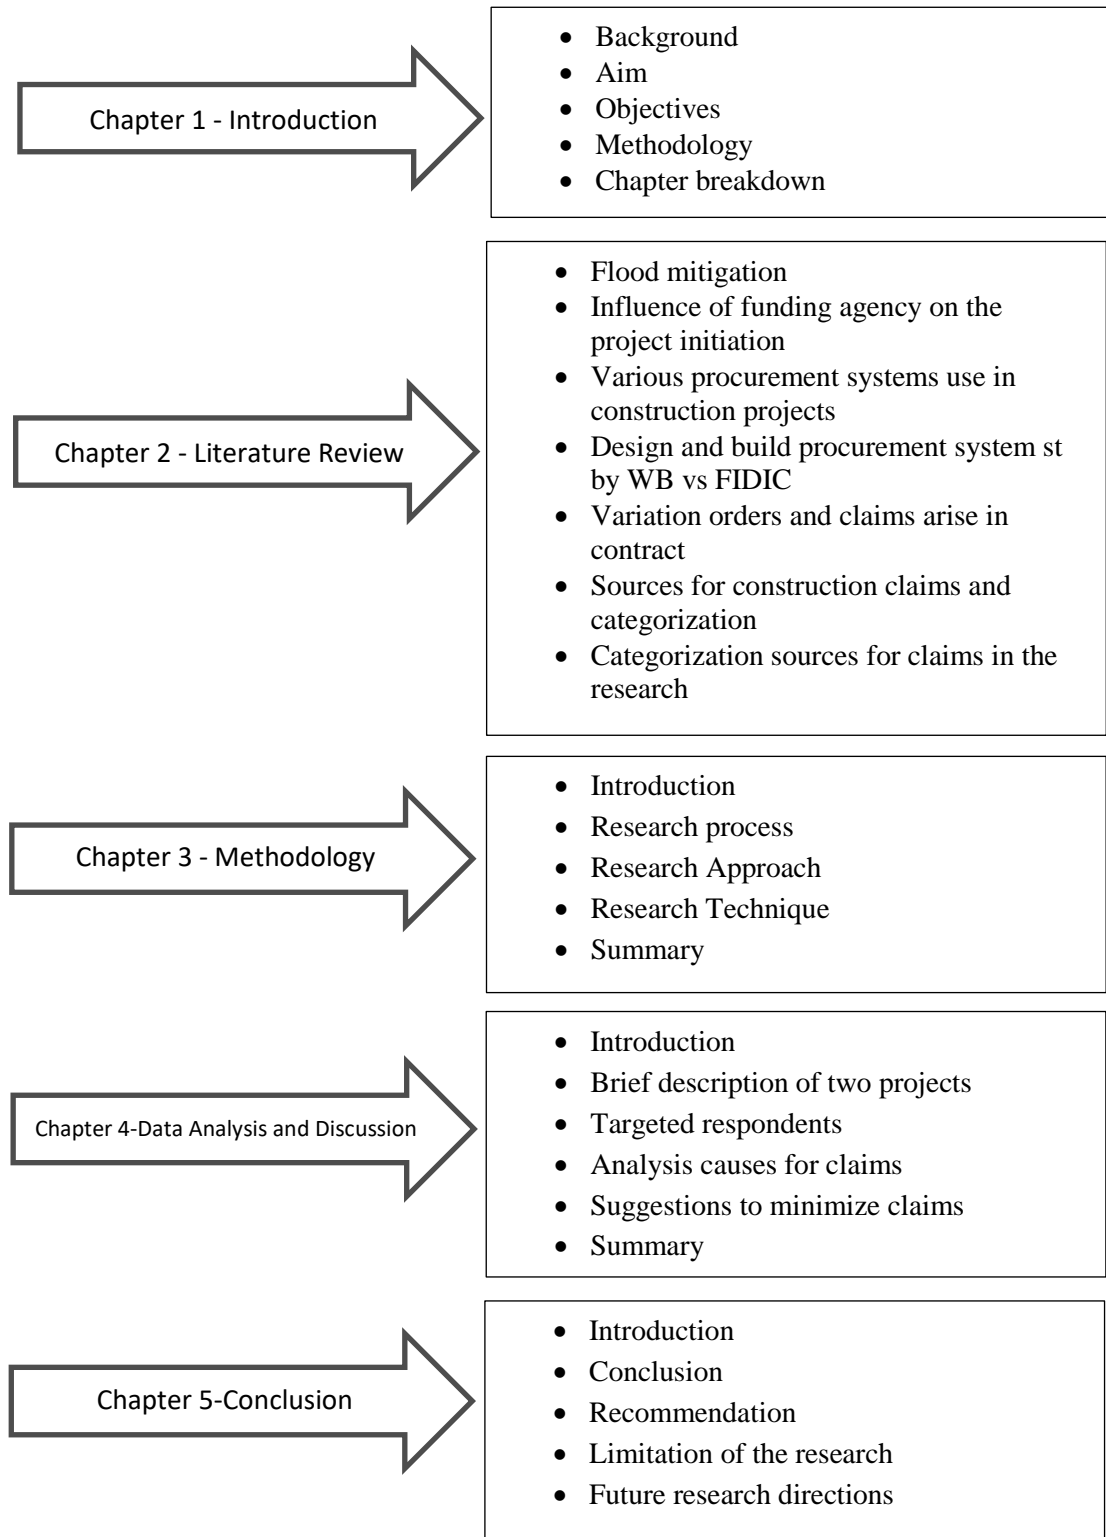 Chapter 1 - Introduction
• Background
• Aim
• Objectives
• Methodology
• Chapter breakdown
Chapter 2 - Literature Review
• Flood mitigation
• Influence of funding agency on the
project initiation
• Various procurement systems use in
construction projects
• Design and build procurement system st
by WB vs FIDIC
• Variation orders and claims arise in
contract
• Sources for construction claims and
categorization
• Categorization sources for claims in the
research
Chapter 3 - Methodology
• Introduction
• Research process
• Research Approach
• Research Technique
• Summary
Chapter 4-Data Analysis and Discussion
• Introduction
• Brief description of two projects
• Targeted respondents
• Analysis causes for claims
• Suggestions to minimize claims
• Summary
Chapter 5-Conclusion
• Introduction
• Conclusion
• Recommendation
• Limitation of the research
• Future research directions